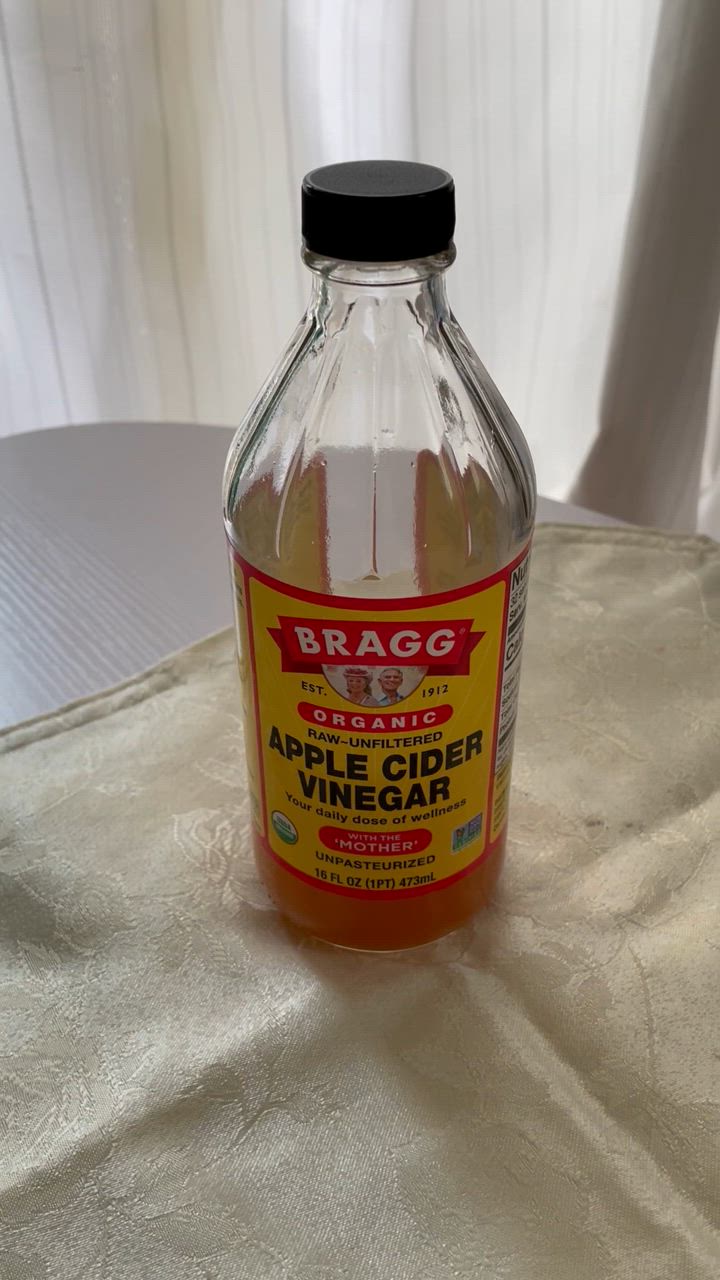 BRAGG®
EST. 1912
ORGANIC
RAW~UNFILTERED
APPLE CIDER
VINEGAR
Your daily dose of wellness
WITH THE
'MOTHER'
UNPASTEURIZED
16 FL OZ (1PT) 473mL